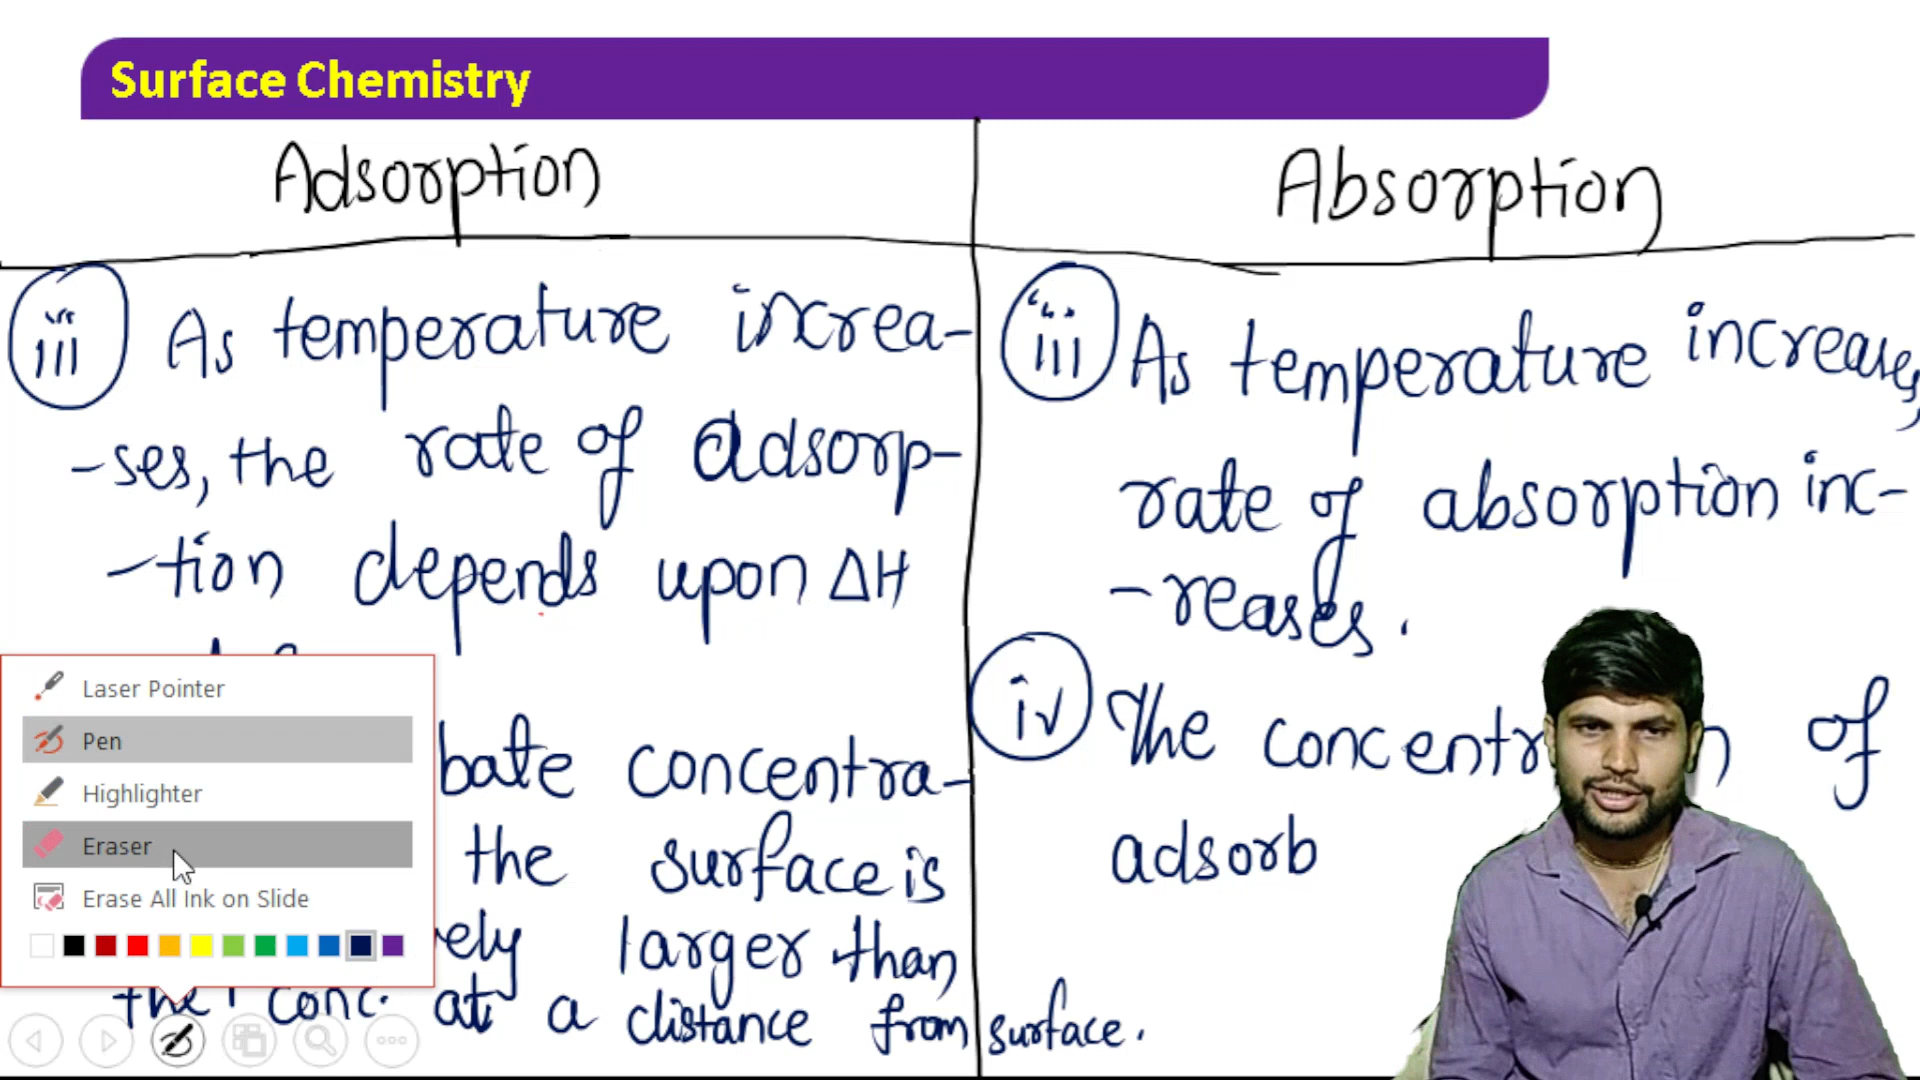 Surface Chemistry
Adsorption
Absorption
iii As temperature increa-
-ses, the rate of adsorp-
-tion depends upon ΔH
bate concentra-
the surface is
ely larger than
the conc. at a distance from surface.
iii As temperature increases,
rate of absorption inc-
-reases.
iv The concentr n of
adsorb
Laser Pointer
Pen
Highlighter
Eraser
Erase All Ink on Slide